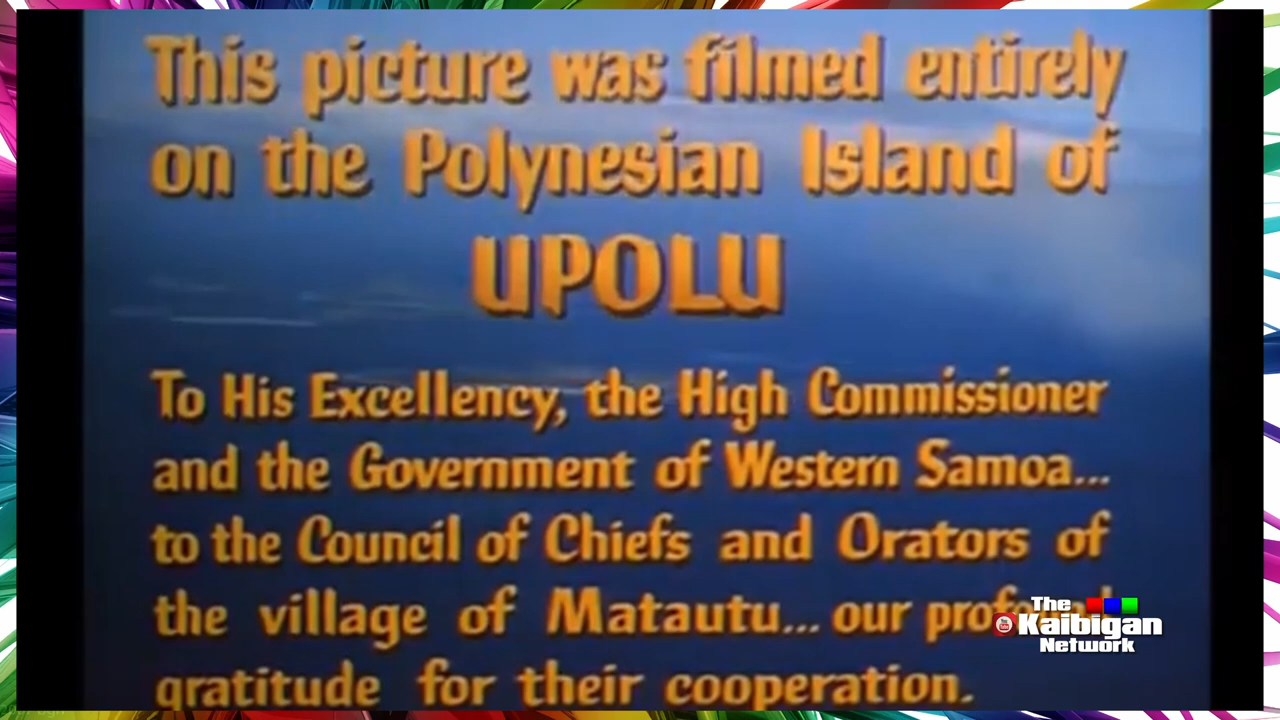 This picture was filmed entirely
on the Polynesian Island of
UPOLU
To His Excellency, the High Commissioner
and the Government of Western Samoa...
to the Council of Chiefs and Orators of
the village of Matautu... our profound
gratitude for their cooperation.
The
Kaibigan
Network